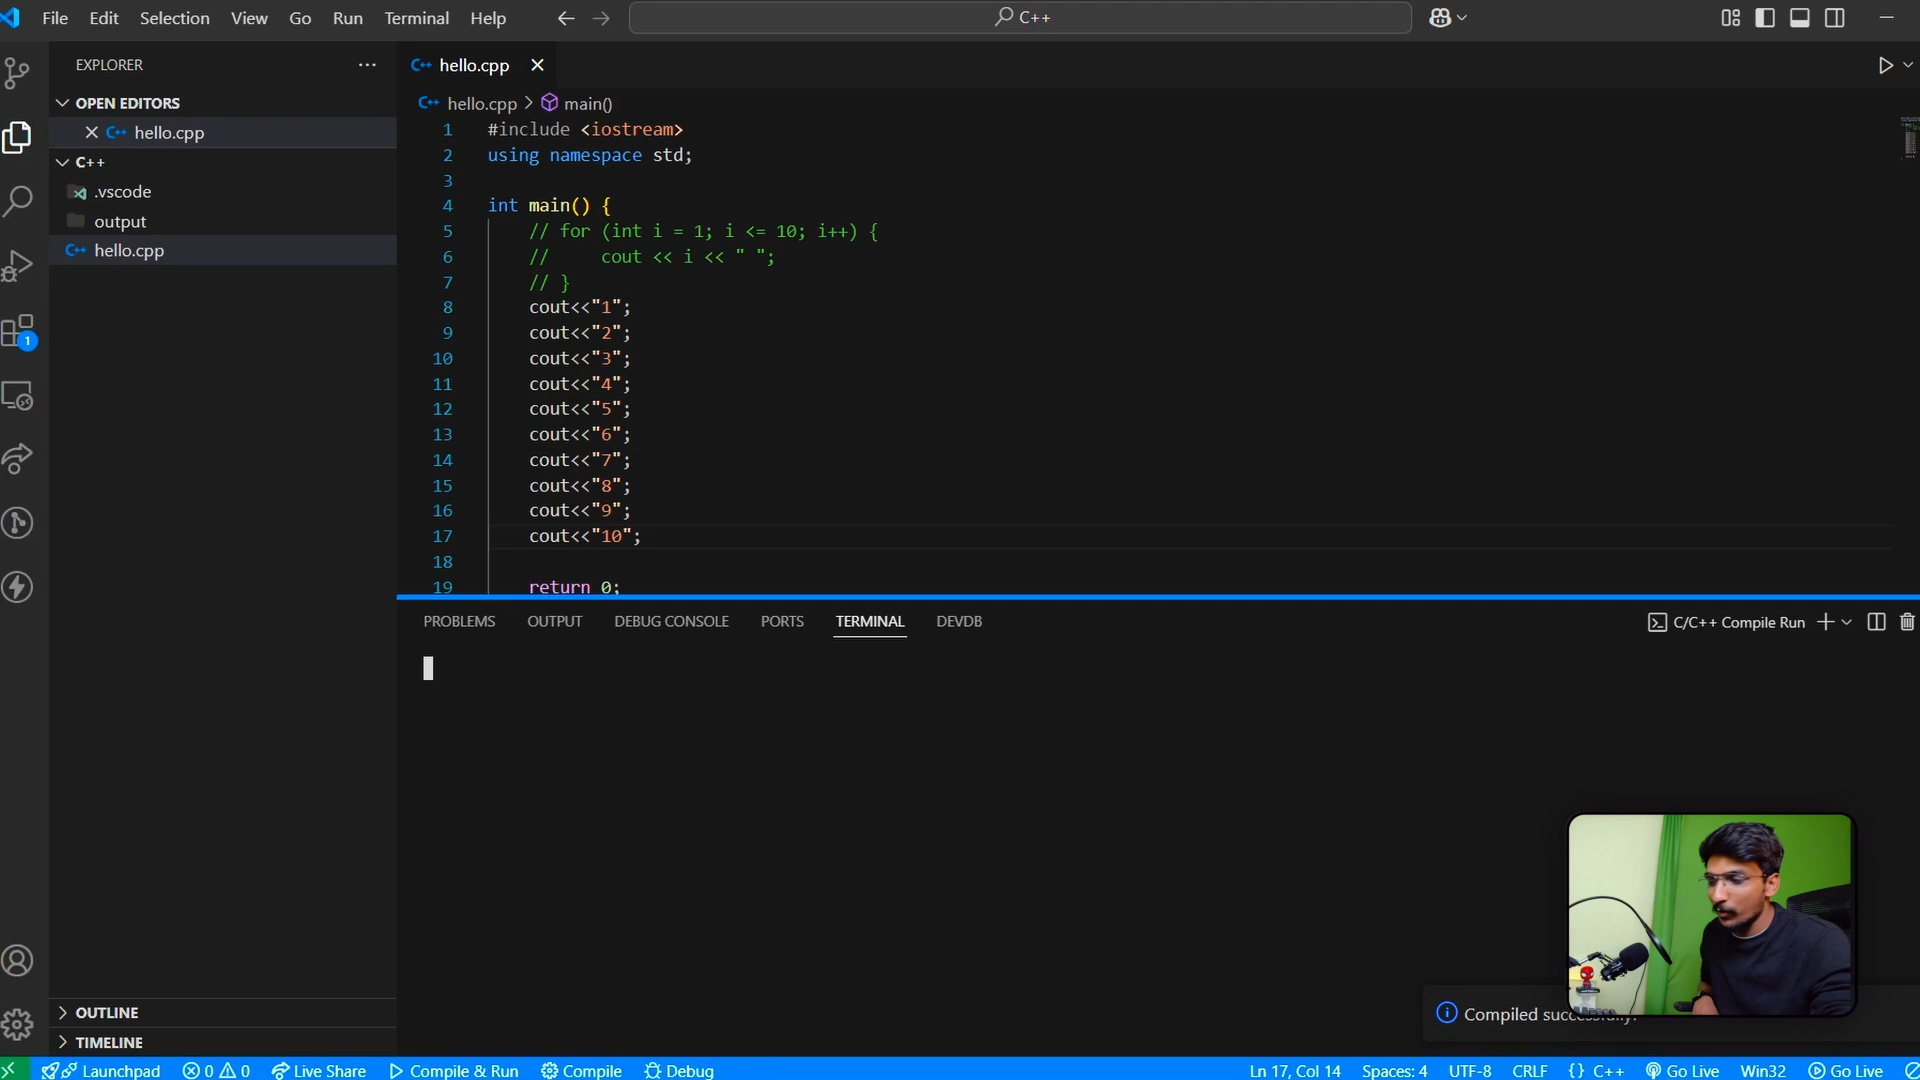 File Edit Selection View Go Run Terminal Help
C++
EXPLORER
OPEN EDITORS
hello.cpp
C++
.vscode
output
hello.cpp
OUTLINE
TIMELINE
1
hello.cpp
hello.cpp > main()
1 #include <iostream>
2 using namespace std;
3
4 int main() {
5 // for (int i = 1; i <= 10; i++) {
6 //     cout << i << " ";
7 // }
8 cout<<"1";
9 cout<<"2";
10 cout<<"3";
11 cout<<"4";
12 cout<<"5";
13 cout<<"6";
14 cout<<"7";
15 cout<<"8";
16 cout<<"9";
17 cout<<"10";
18
19 return 0;
PROBLEMS OUTPUT DEBUG CONSOLE PORTS TERMINAL DEVDB
C/C++ Compile Run
Compiled successfully!
Launchpad 0 0 Live Share Compile & Run Compile Debug
Ln 17, Col 14 Spaces: 4 UTF-8 CRLF {} C++ Go Live Win32 Go Live